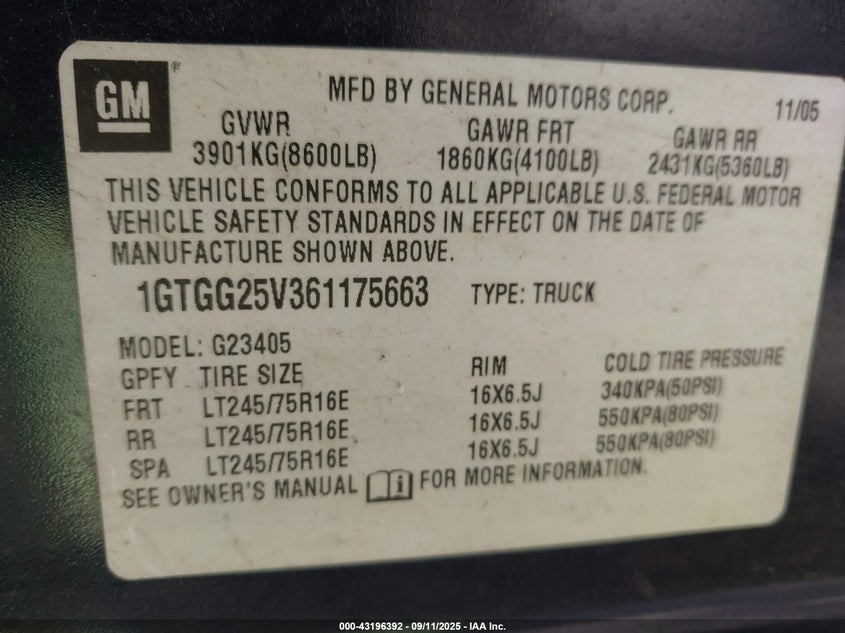 GM®
MFD BY GENERAL MOTORS CORP. 11/05
GVWR GAWR FRT GAWR RR
3901KG(8600LB) 1860KG(4100LB) 2431KG(5360LB)
THIS VEHICLE CONFORMS TO ALL APPLICABLE U.S. FEDERAL MOTOR
VEHICLE SAFETY STANDARDS IN EFFECT ON THE DATE OF
MANUFACTURE SHOWN ABOVE.
1GTGG25V361175663 TYPE: TRUCK
MODEL: G23405
GPFY TIRE SIZE RIM COLD TIRE PRESSURE
FRT LT245/75R16E 16X6.5J 340KPA(50PSI)
RR LT245/75R16E 16X6.5J 550KPA(80PSI)
SPA LT245/75R16E 16X6.5J 550KPA(80PSI)
SEE OWNER'S MANUAL i FOR MORE INFORMATION.
000-43196392 - 09/11/2025 - IAA Inc.